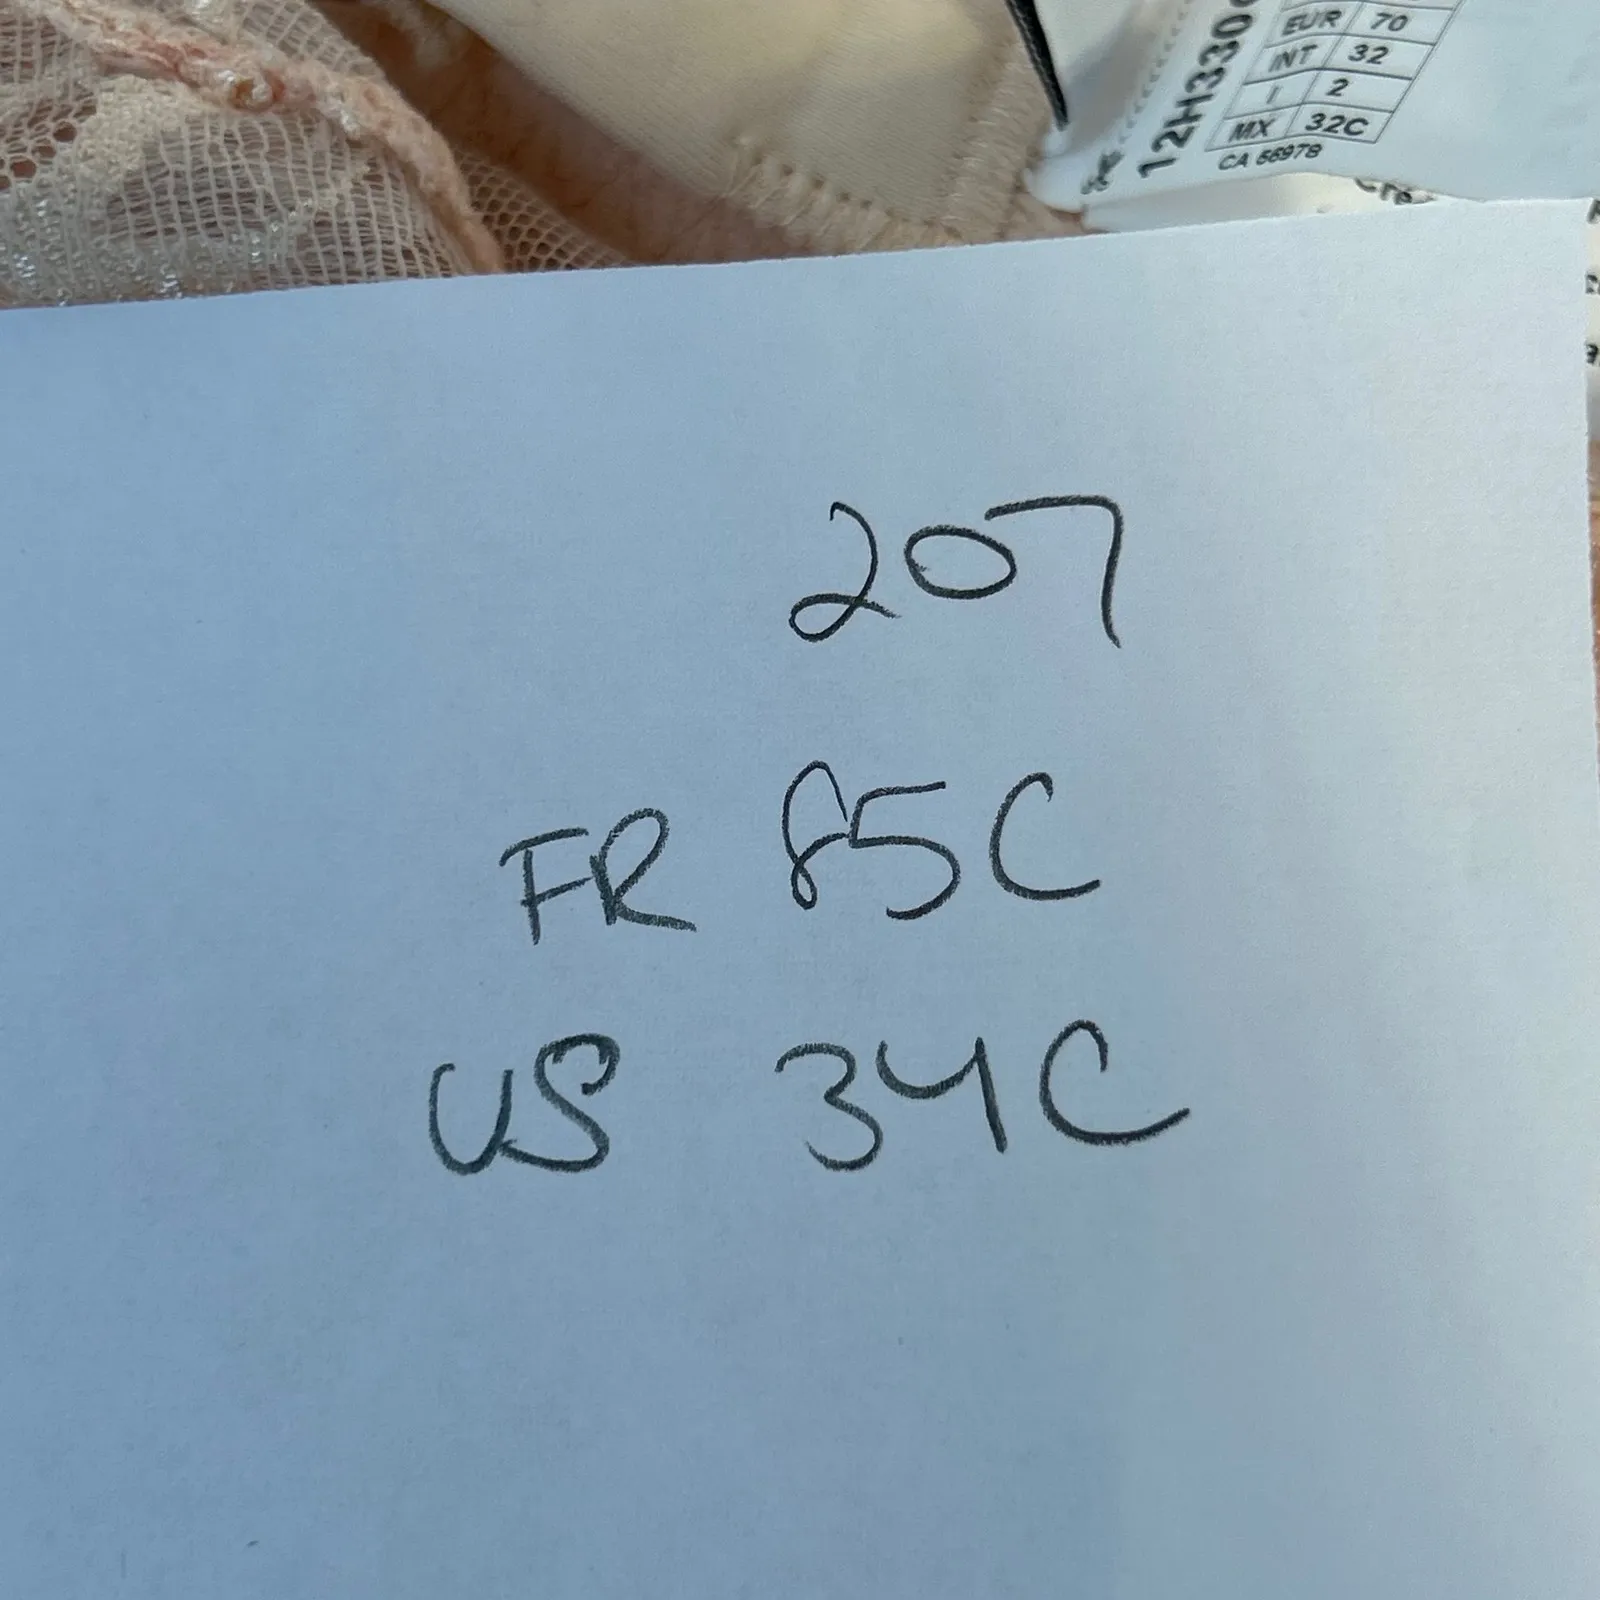 12H330
EUR 70
INT 32
I 2
MX 32C
CA 56978
207
FR 85C
US 34C